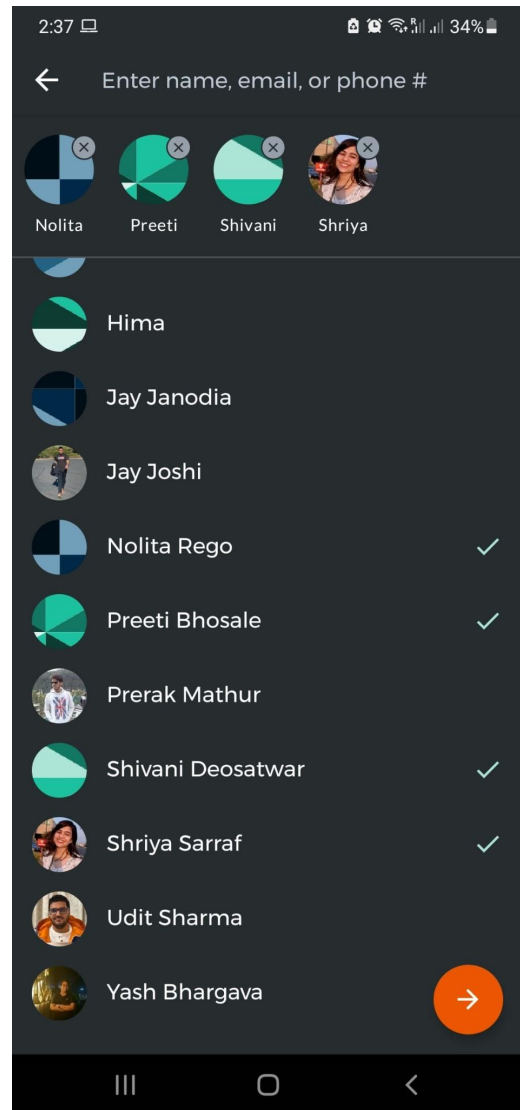 2:37 34%
Enter name, email, or phone #
Nolita Preeti Shivani Shriya
Hima
Jay Janodia
Jay Joshi
Nolita Rego
Preeti Bhosale
Prerak Mathur
Shivani Deosatwar
Shriya Sarraf
Udit Sharma
Yash Bhargava